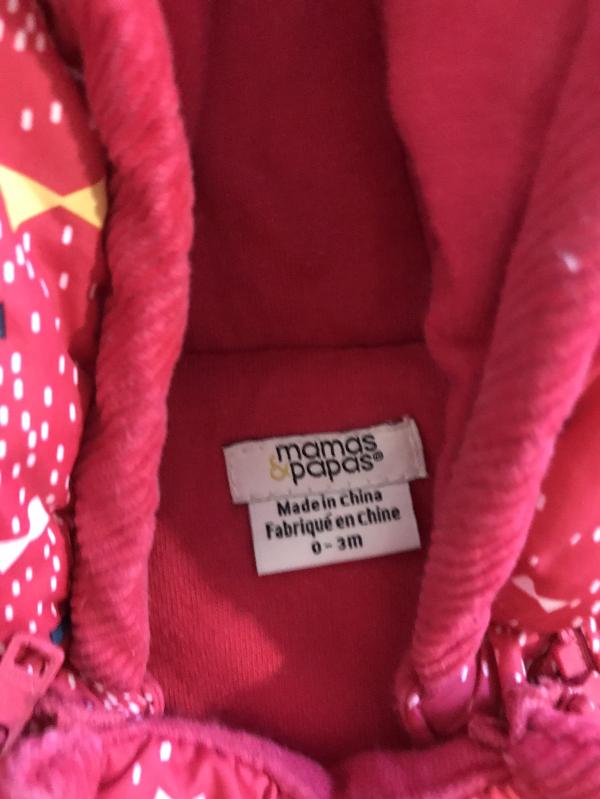 mamas
&papas®
Made in China
Fabriqué en Chine
0-3m